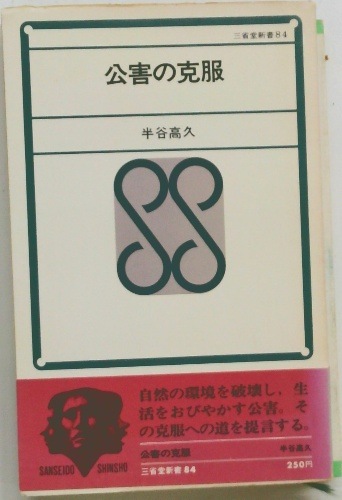 三省堂新書84
公害の克服
半谷高久
自然の環境を破壊し、生
活をおびやかす公害。そ
の克服への道を提言する。
公害の克服 半谷高久
三省堂新書 84 250円
SANSEIDO SHINSHO